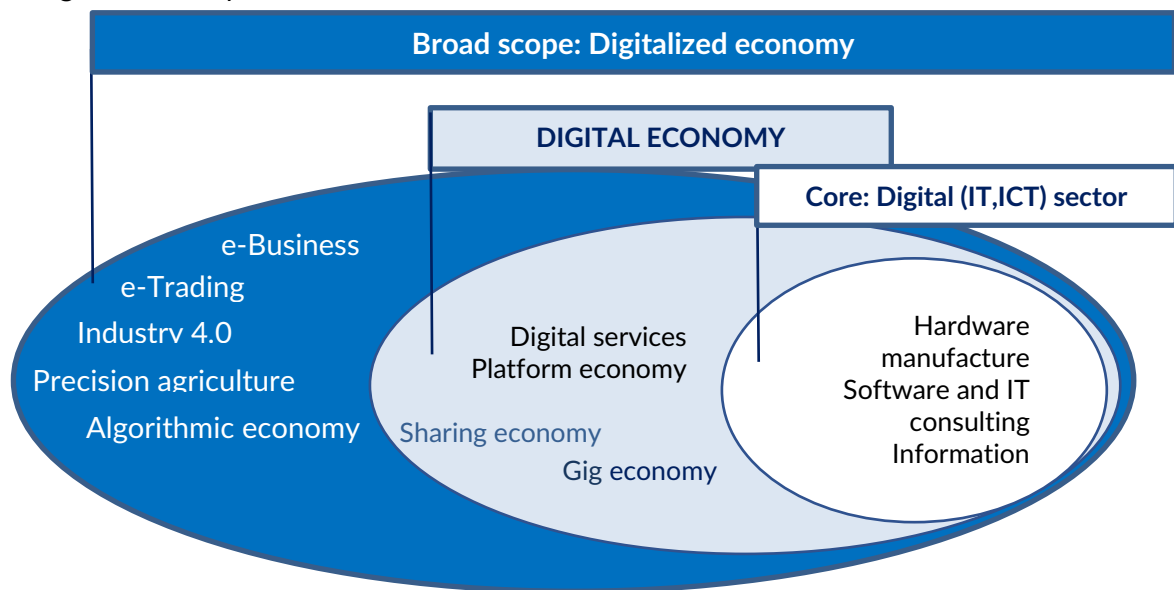 Broad scope: Digitalized economy
DIGITAL ECONOMY
Core: Digital (IT,ICT) sector
e-Business
e-Trading
Industry 4.0
Precision agriculture
Algorithmic economy
Digital services
Platform economy
Sharing economy
Gig economy
Hardware
manufacture
Software and IT
consulting
Information